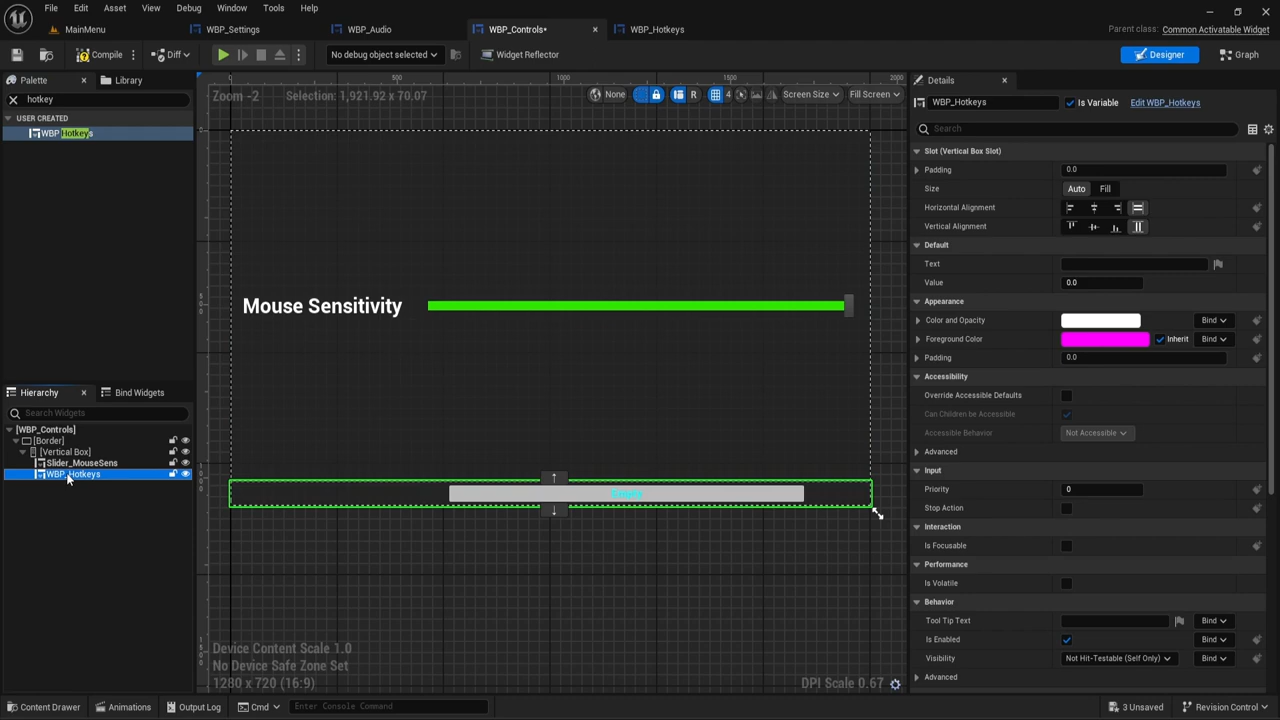 File Edit Asset View Debug Window Tools Help
MainMenu WBP_Settings WBP_Audio WBP_Controls• WBP_Hotkeys
Parent class: Common Activatable Widget
Compile Diff No debug object selected Widget Reflector Designer Graph
Palette Library
hotkey
USER CREATED
WBP Hotkeys
0 500 1000 1500 2000
Zoom -2 Selection: 1,921.92 x 70.07 None R 4 Screen Size Fill Screen
Mouse Sensitivity
Device Content Scale 1.0
No Device Safe Zone Set
1280 x 720 (16:9)
DPI Scale 0.67
Hierarchy Bind Widgets
Search Widgets
[WBP_Controls]
[Border]
[Vertical Box]
Slider_MouseSens
WBP_Hotkeys
Details
WBP_Hotkeys Is Variable Edit WBP_Hotkeys
Search
Slot (Vertical Box Slot)
Padding 0.0
Size Auto Fill
Horizontal Alignment
Vertical Alignment
Default
Text
Value 0.0
Appearance
Color and Opacity Bind
Foreground Color Inherit Bind
Padding 0.0
Accessibility
Override Accessible Defaults
Can Children be Accessible
Accessible Behavior Not Accessible
Advanced
Input
Priority 0
Stop Action
Interaction
Is Focusable
Performance
Is Volatile
Behavior
Tool Tip Text Bind
Is Enabled Bind
Visibility Not Hit-Testable (Self Only) Bind
Advanced
Content Drawer Animations Output Log Cmd Enter Console Command 3 Unsaved Revision Control